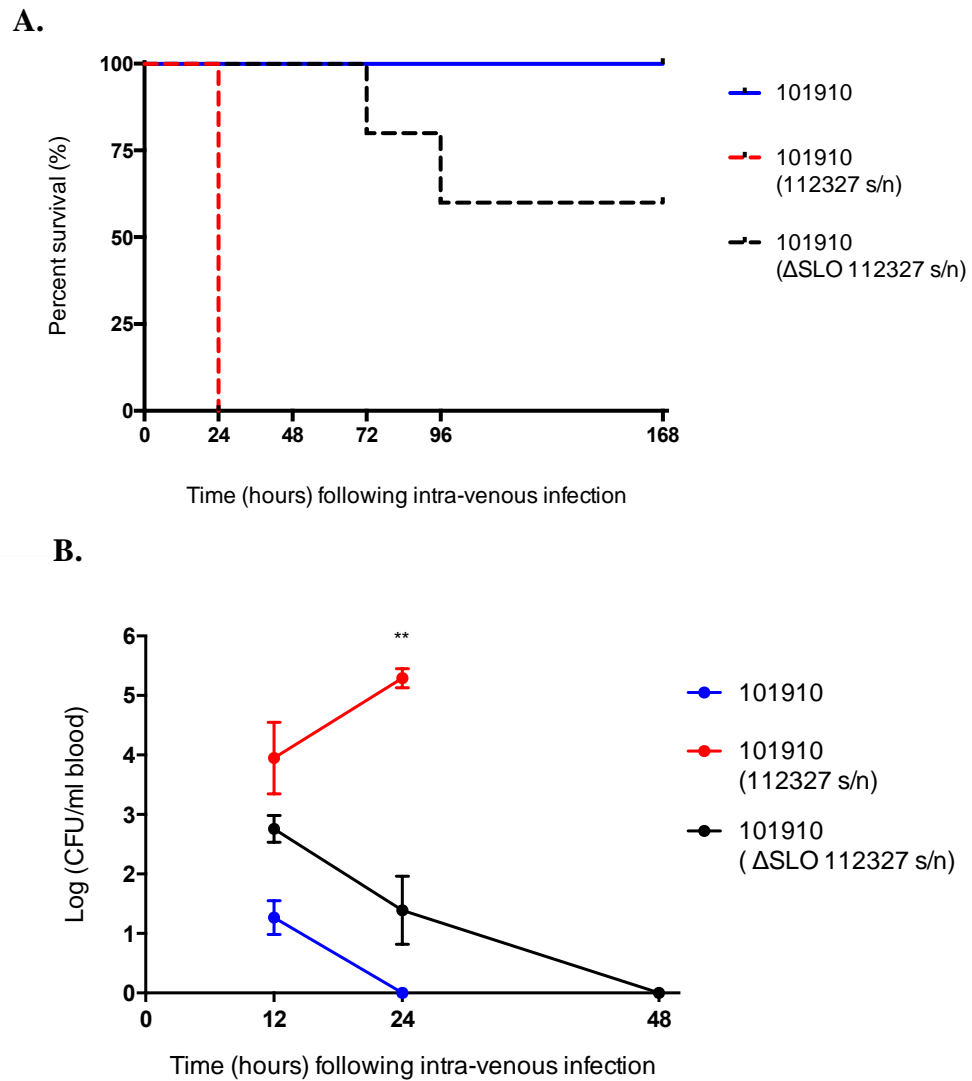 A.
100
75
50
25
0
Percent survival (%)
0 24 48 72 96 168
Time (hours) following intra-venous infection
101910
101910
(112327 s/n)
101910
(ΔSLO 112327 s/n)
B.
6
5
4
3
2
1
0
Log (CFU/ml blood)
**
0 12 24 48
Time (hours) following intra-venous infection
101910
101910
(112327 s/n)
101910
( ΔSLO 112327 s/n)